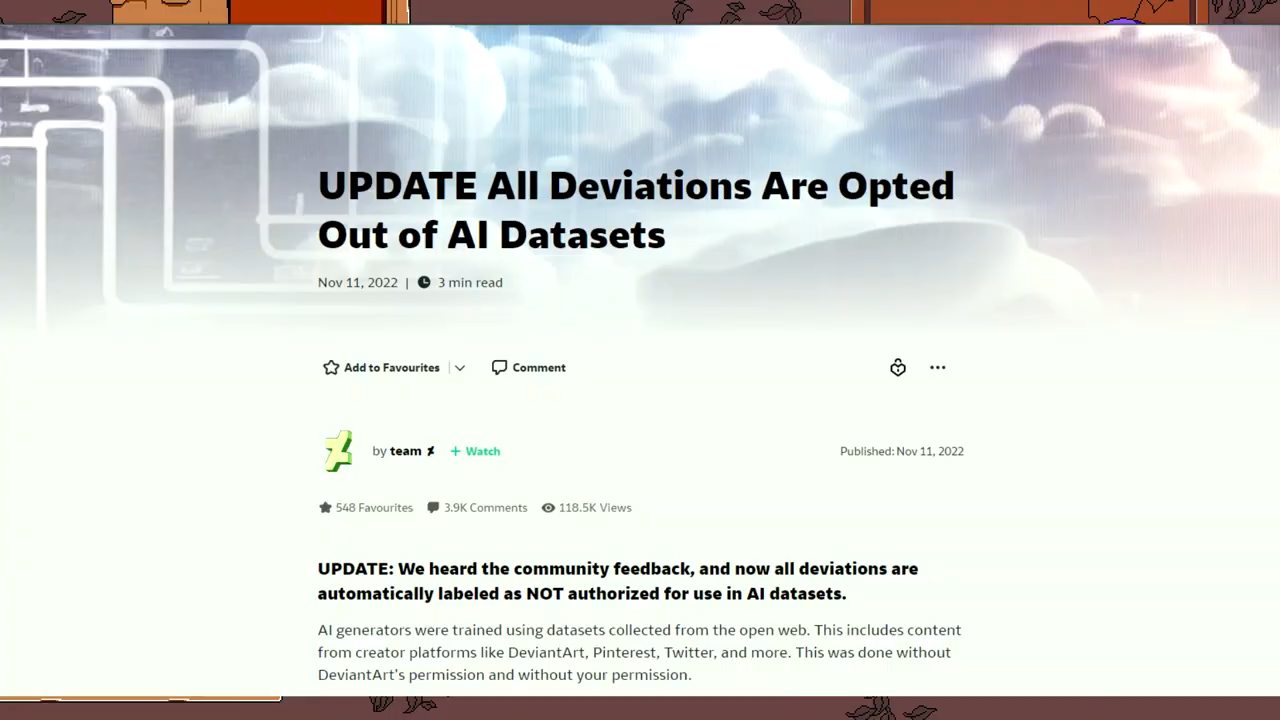 UPDATE All Deviations Are Opted
Out of AI Datasets
Nov 11, 2022 | 3 min read
Add to Favourites | Comment
by team Watch
Published: Nov 11, 2022
548 Favourites 3.9K Comments 118.5K Views
UPDATE: We heard the community feedback, and now all deviations are
automatically labeled as NOT authorized for use in AI datasets.
AI generators were trained using datasets collected from the open web. This includes content
from creator platforms like DeviantArt, Pinterest, Twitter, and more. This was done without
DeviantArt's permission and without your permission.